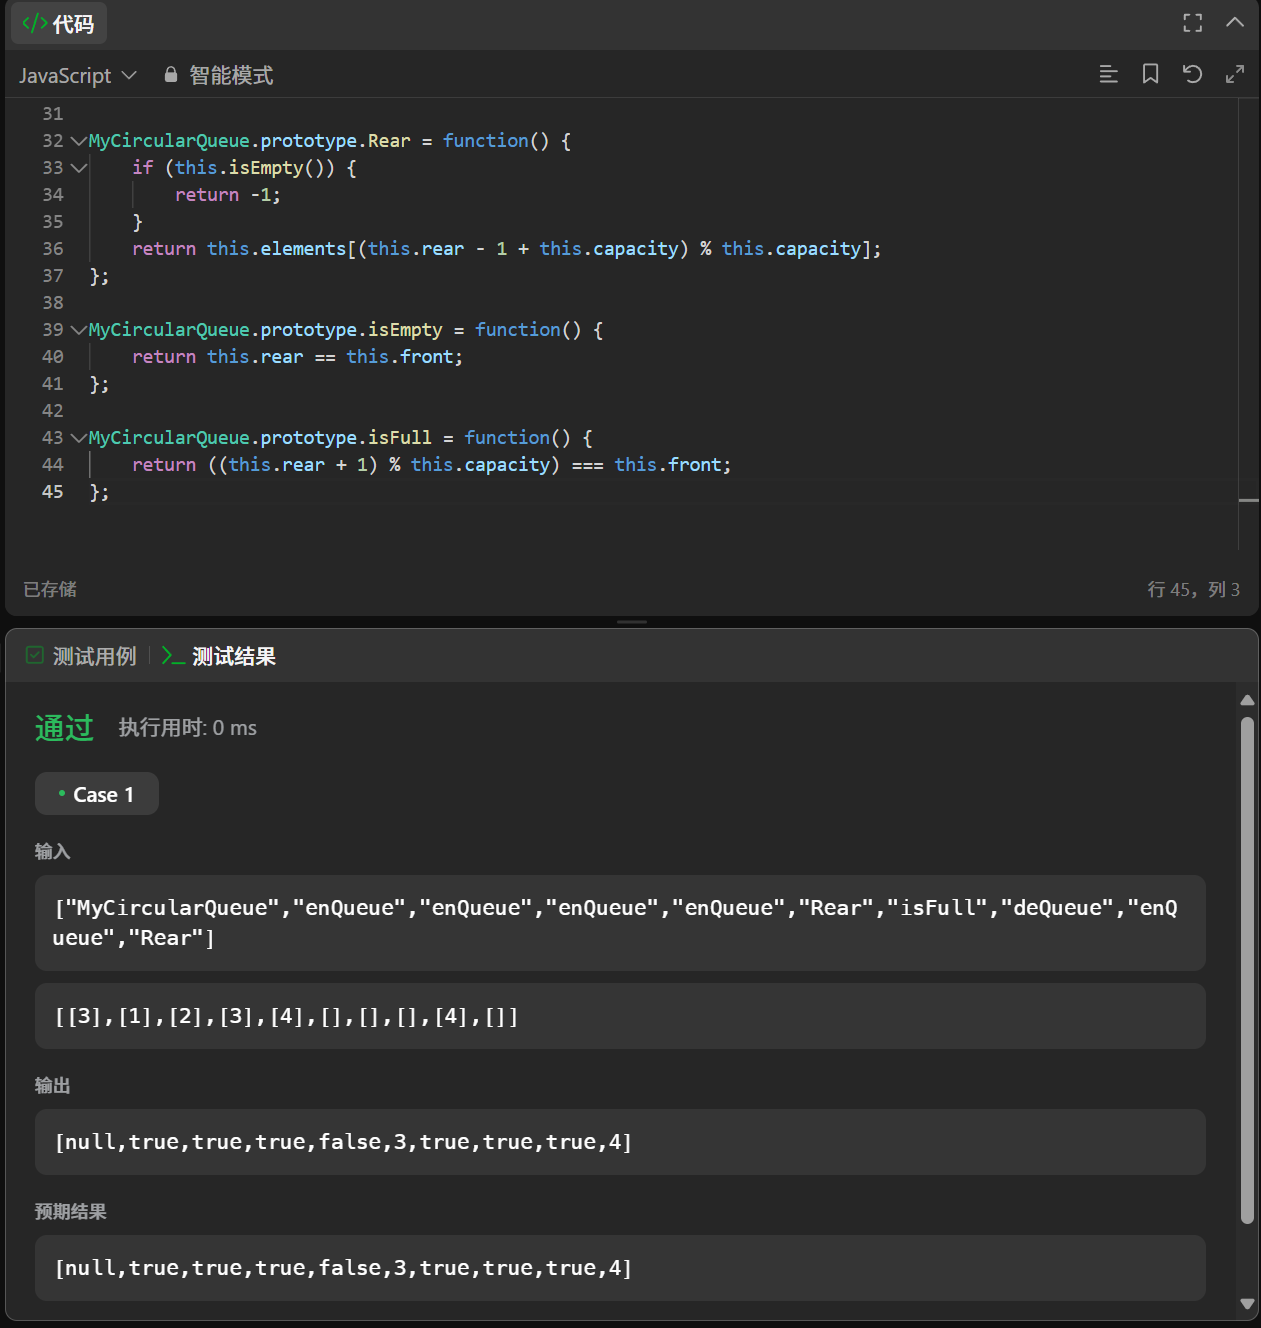 </> 代码
JavaScript 智能模式
31
32 MyCircularQueue.prototype.Rear = function() {
33     if (this.isEmpty()) {
34         return -1;
35     }
36     return this.elements[(this.rear - 1 + this.capacity) % this.capacity];
37 };
38
39 MyCircularQueue.prototype.isEmpty = function() {
40     return this.rear == this.front;
41 };
42
43 MyCircularQueue.prototype.isFull = function() {
44     return ((this.rear + 1) % this.capacity) === this.front;
45 };
已存储 行 45，列 3
测试用例 | >_ 测试结果
通过 执行用时: 0 ms
• Case 1
输入
["MyCircularQueue","enQueue","enQueue","enQueue","enQueue","Rear","isFull","deQueue","enQ
ueue","Rear"]
[[3],[1],[2],[3],[4],[],[],[],[4],[]]
输出
[null,true,true,true,false,3,true,true,true,4]
预期结果
[null,true,true,true,false,3,true,true,true,4]